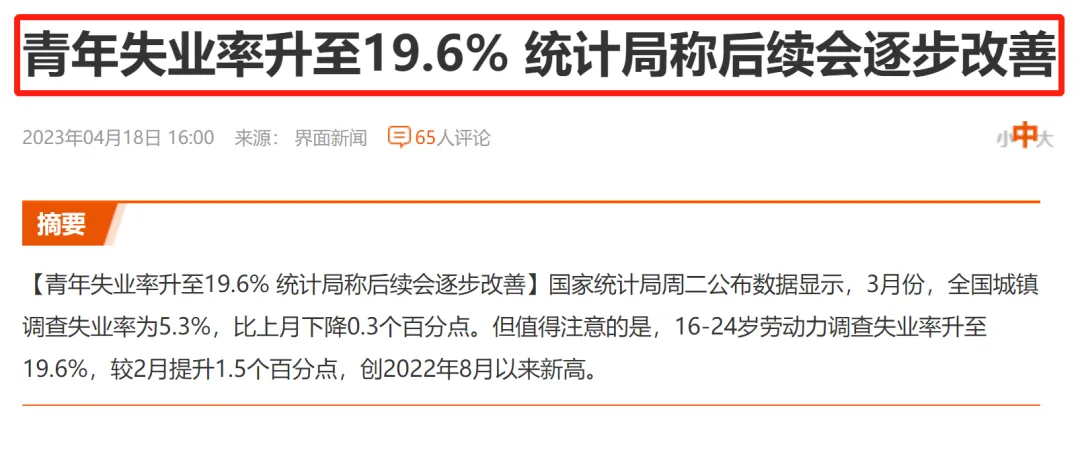 青年失业率升至19.6% 统计局称后续会逐步改善
2023年04月18日 16:00 来源： 界面新闻 65人评论 小中大
摘要
【青年失业率升至19.6% 统计局称后续会逐步改善】国家统计局周二公布数据显示，3月份，全国城镇
调查失业率为5.3%，比上月下降0.3个百分点。但值得注意的是，16-24岁劳动力调查失业率升至
19.6%，较2月提升1.5个百分点，创2022年8月以来新高。